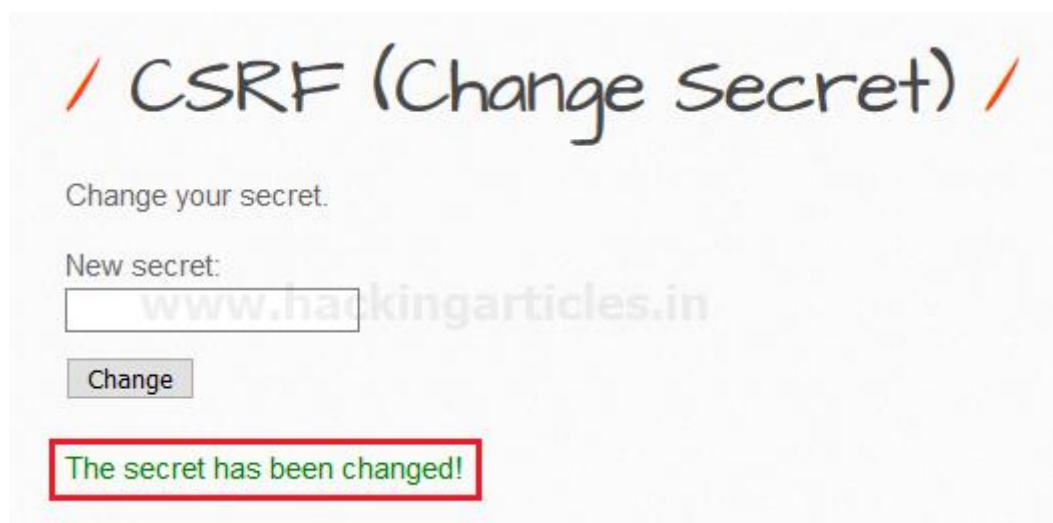 / CSRF (Change Secret) /
Change your secret.
New secret:
www.hackingarticles.in
Change
The secret has been changed!